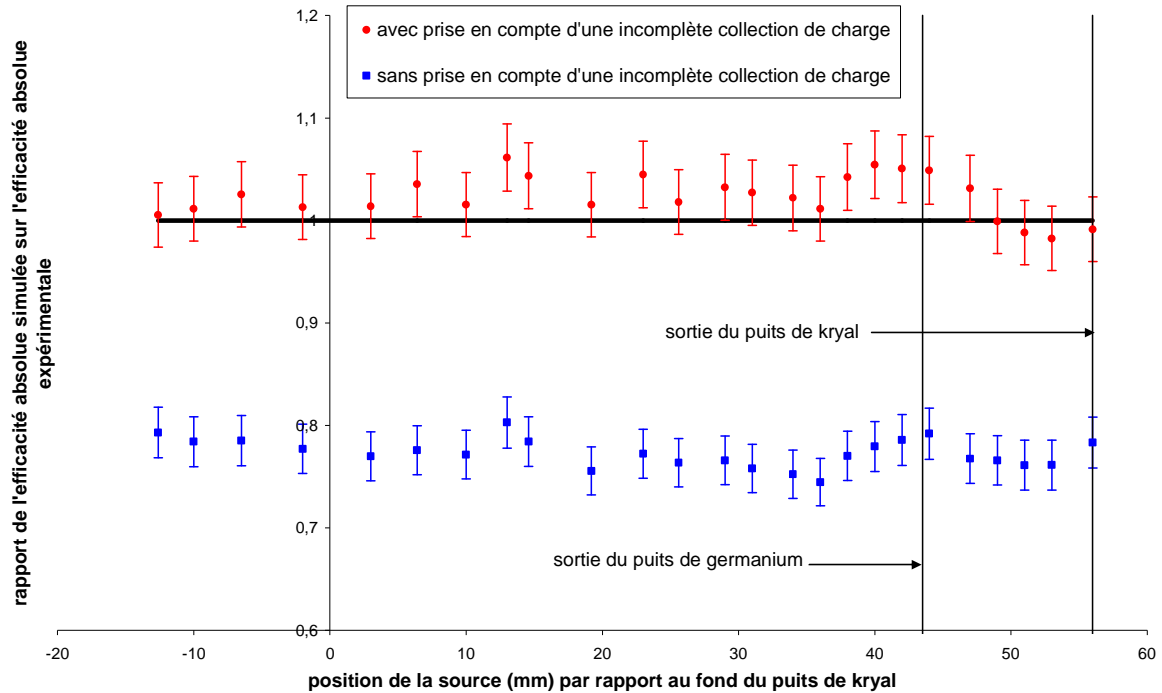 rapport de l'efficacité absolue simulée sur l'efficacité absolue
expérimentale
1,2
1,1
1
0,9
0,8
0,7
0,6
avec prise en compte d'une incomplète collection de charge
sans prise en compte d'une incomplète collection de charge
sortie du puits de kryal
sortie du puits de germanium
-20 -10 0 10 20 30 40 50 60
position de la source (mm) par rapport au fond du puits de kryal